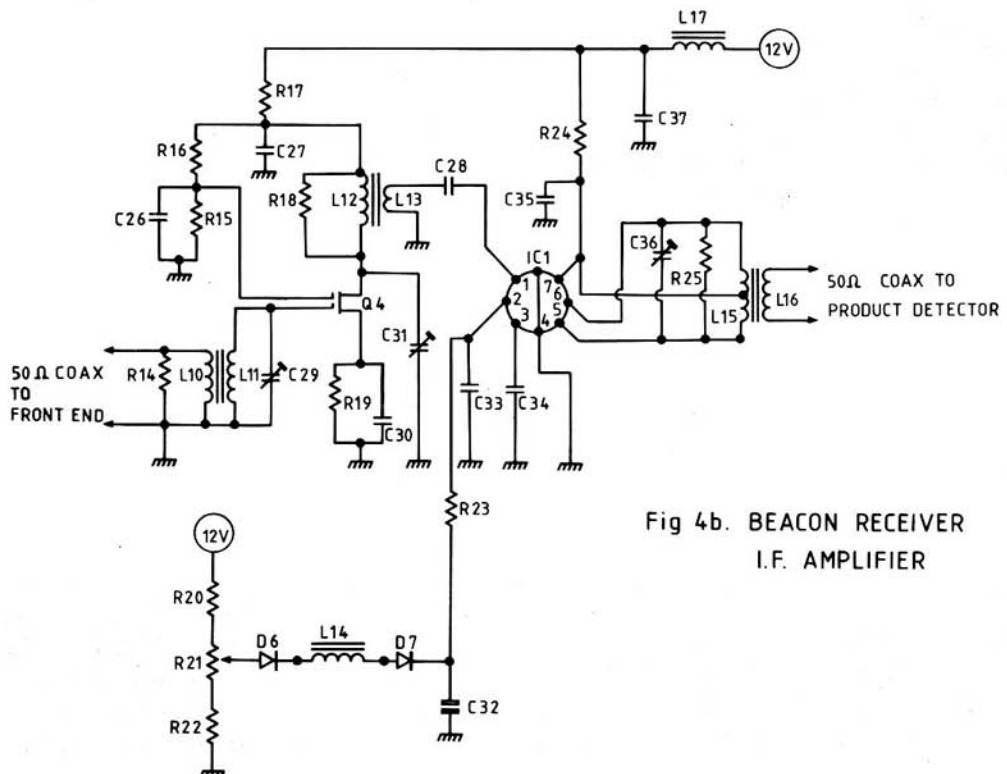 L17
12V
R17
R24
C37
R16
C27
C28
R18
L12
L13
C35
C26
R15
IC1
C36
R25
1
2
3
4
5
6
7
L15
L16
50Ω COAX TO
PRODUCT DETECTOR
Q4
C31
50Ω COAX
TO
FRONT END
R14
L10
L11
C29
R19
C30
C33
C34
R23
Fig 4b. BEACON RECEIVER
I.F. AMPLIFIER
12V
R20
R21
R22
D6
L14
D7
C32